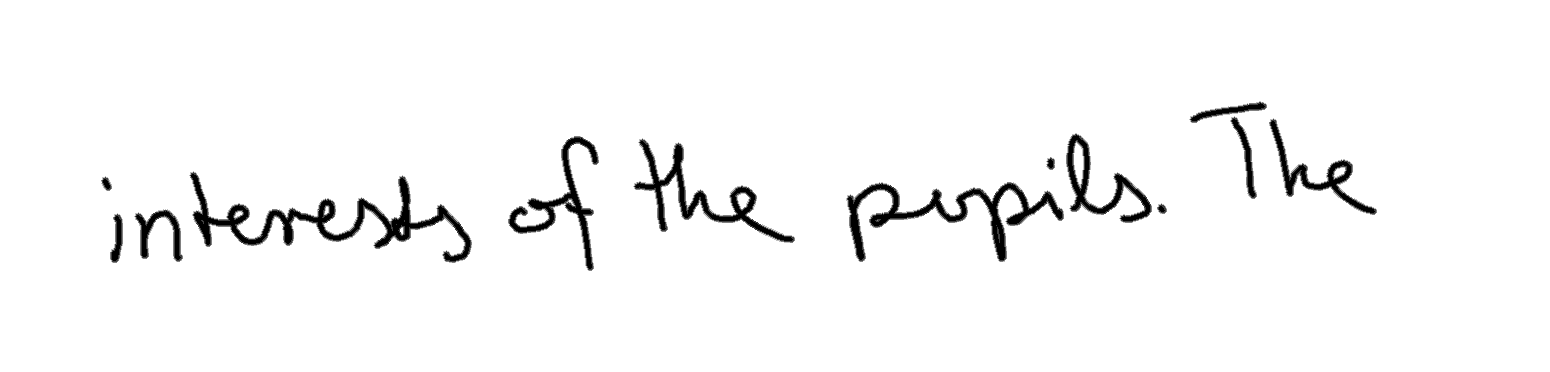 interests of the pupils. The